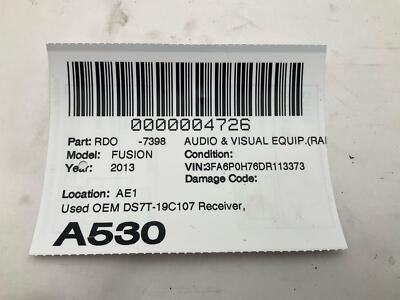 0000004726
Part: RDO -7398 AUDIO & VISUAL EQUIP.(RA
Model: FUSION Condition:
Year: 2013 VIN:3FA6P0H76DR113373
Damage Code:
Location: AE1
Used OEM DS7T-19C107 Receiver,
A530